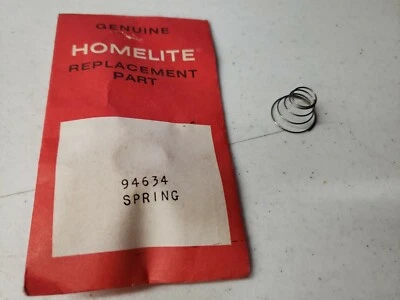 GENUINE
HOMELITE
REPLACEMENT
PART
94634
SPRING